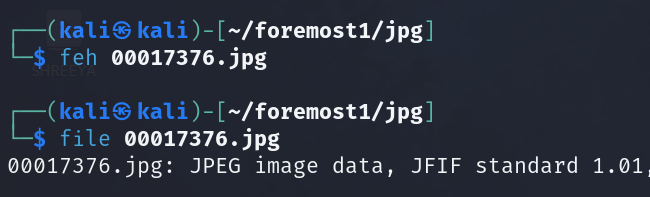 ┌──(kali㉿kali)-[~/foremost1/jpg]
└─$ feh 00017376.jpg
SHREEYA
┌──(kali㉿kali)-[~/foremost1/jpg]
└─$ file 00017376.jpg
00017376.jpg: JPEG image data, JFIF standard 1.01,